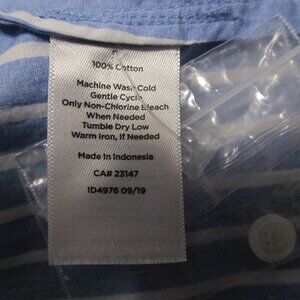 100% Cotton
Machine Wash Cold
Gentle Cycle
Only Non-Chlorine Bleach
When Needed
Tumble Dry Low
Warm Iron, If Needed
Made in Indonesia
CA# 23147
ID4976 09/19